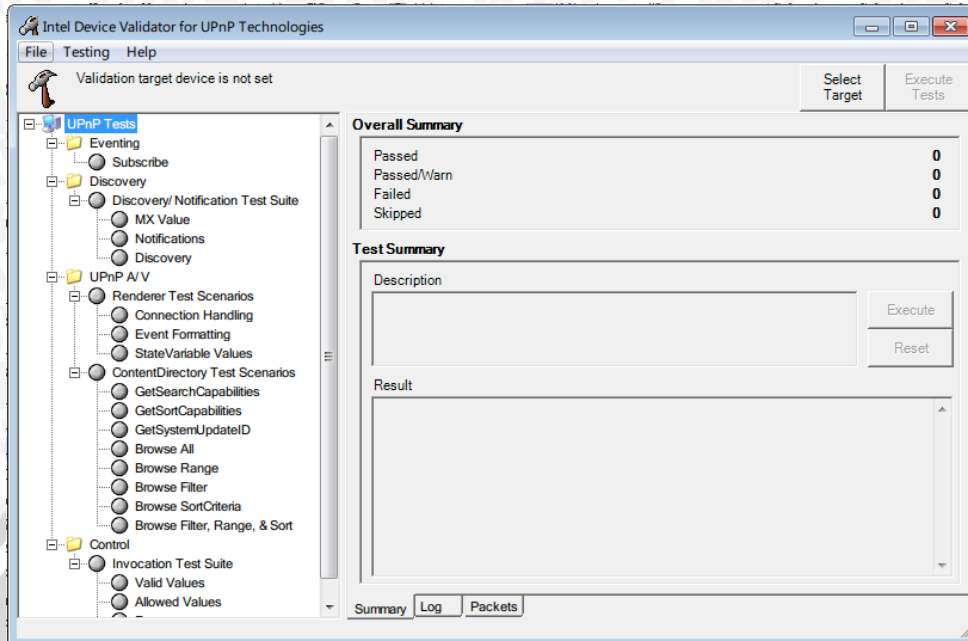 Intel Device Validator for UPnP Technologies
File Testing Help
Validation target device is not set
Select Target
Execute Tests
UPnP Tests
Eventing
Subscribe
Discovery
Discovery/ Notification Test Suite
MX Value
Notifications
Discovery
UPnP A/V
Renderer Test Scenarios
Connection Handling
Event Formatting
StateVariable Values
ContentDirectory Test Scenarios
GetSearchCapabilities
GetSortCapabilities
GetSystemUpdateID
Browse All
Browse Range
Browse Filter
Browse SortCriteria
Browse Filter, Range, & Sort
Control
Invocation Test Suite
Valid Values
Allowed Values
Overall Summary
Passed 0
Passed/Warn 0
Failed 0
Skipped 0
Test Summary
Description
Execute
Reset
Result
Summary Log Packets